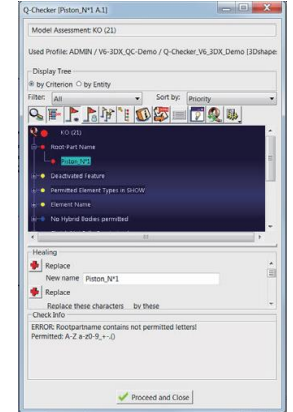 Q-Checker [Piston_N*1 A.1]
Model Assessment: KO (21)
Used Profile: ADMIN / V6-3DX_QC-Demo / Q-Checker_V6_3DX_Demo [3Dshape
Display Tree
by Criterion by Entity
Filter: All Sort by: Priority
KO (21)
Root-Part Name
Piston_N*1
Deactivated Feature
Permitted Element Types in SHOW
Element Name
No Hybrid Bodies permitted
Healing
Replace
New name Piston_N*1
Replace
Replace these characters by these
Check Info
ERROR: Rootpartname contains not permitted letters!
Permitted: A-Z a-z0-9_+-.()
Proceed and Close